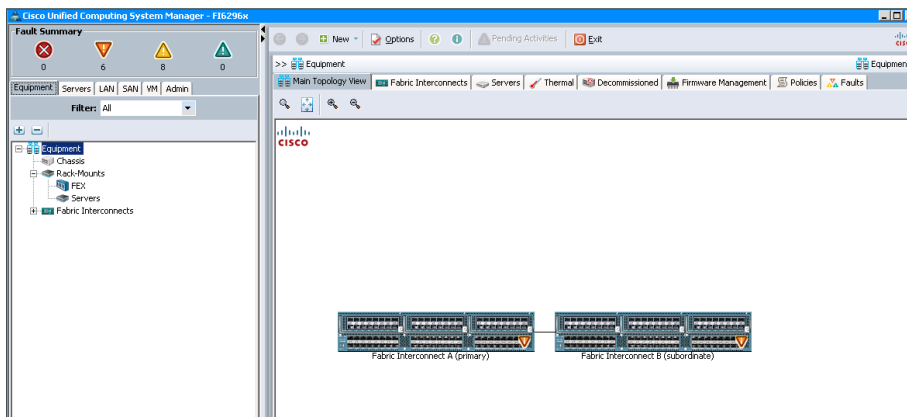 Cisco Unified Computing System Manager - FI6296x
Fault Summary
0 6 8 0
New Options Pending Activities Exit
>> Equipment Equipmen
Equipment Servers LAN SAN VM Admin
Main Topology View Fabric Interconnects Servers Thermal Decommissioned Firmware Management Policies Faults
Filter: All
CISCO
Equipment
Chassis
Rack-Mounts
FEX
Servers
Fabric Interconnects
Fabric Interconnect A (primary) Fabric Interconnect B (subordinate)